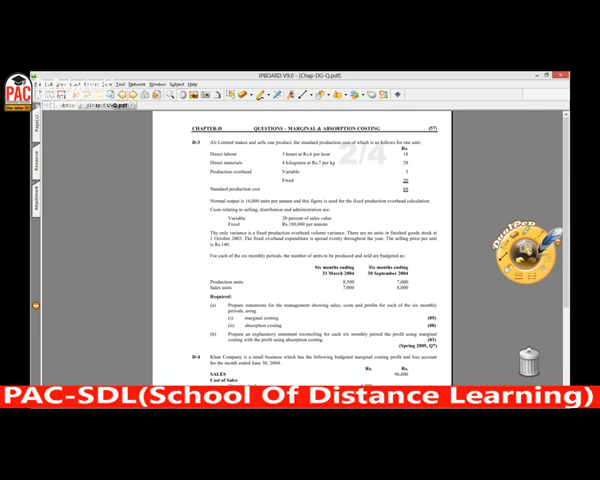 IPBOARD V9.0 - [Chap-DG-Q.pdf]
PAC
Tool Network Window Subject Help
CHAPTER-D QUESTIONS – MARGINAL & ABSORPTION COSTING (57)
2/4
D-3 Ali Limited makes and sells one product, the standard production cost of which is as follows for one unit:
Rs.
Direct labour 3 hours at Rs.6 per hour 18
Direct materials 4 kilograms at Rs.7 per kg 28
Production overhead Variable 3
Fixed 20
Standard production cost 69
Normal output is 16,000 units per annum and this figure is used for the fixed production overhead calculation.
Costs relating to selling, distribution and administration are:
Variable 20 percent of sales value
Fixed Rs.180,000 per annum
The only variance is a fixed production overhead volume variance. There are no units in finished goods stock at
1 October 2003. The fixed overhead expenditure is spread evenly throughout the year. The selling price per unit
is Rs.140.
For each of the six monthly periods, the number of units to be produced and sold are budgeted as:
Six months ending Six months ending
31 March 2004 30 September 2004
Production units 8,500 7,000
Sales units 7,000 8,000
Required:
(a) Prepare statements for the management showing sales, costs and profits for each of the six monthly
periods, using
(i) marginal costing (05)
(ii) absorption costing (08)
(b) Prepare an explanatory statement reconciling for each six monthly period the profit using marginal
costing with the profit using absorption costing. (03)
(Spring 2005, Q7)
D-4 Khan Company is a small business which has the following budgeted marginal costing profit and loss account
for the month ended June 30, 2004:
Rs. Rs.
SALES 96,000
Cost of Sales:
PAC-SDL(School Of Distance Learning)